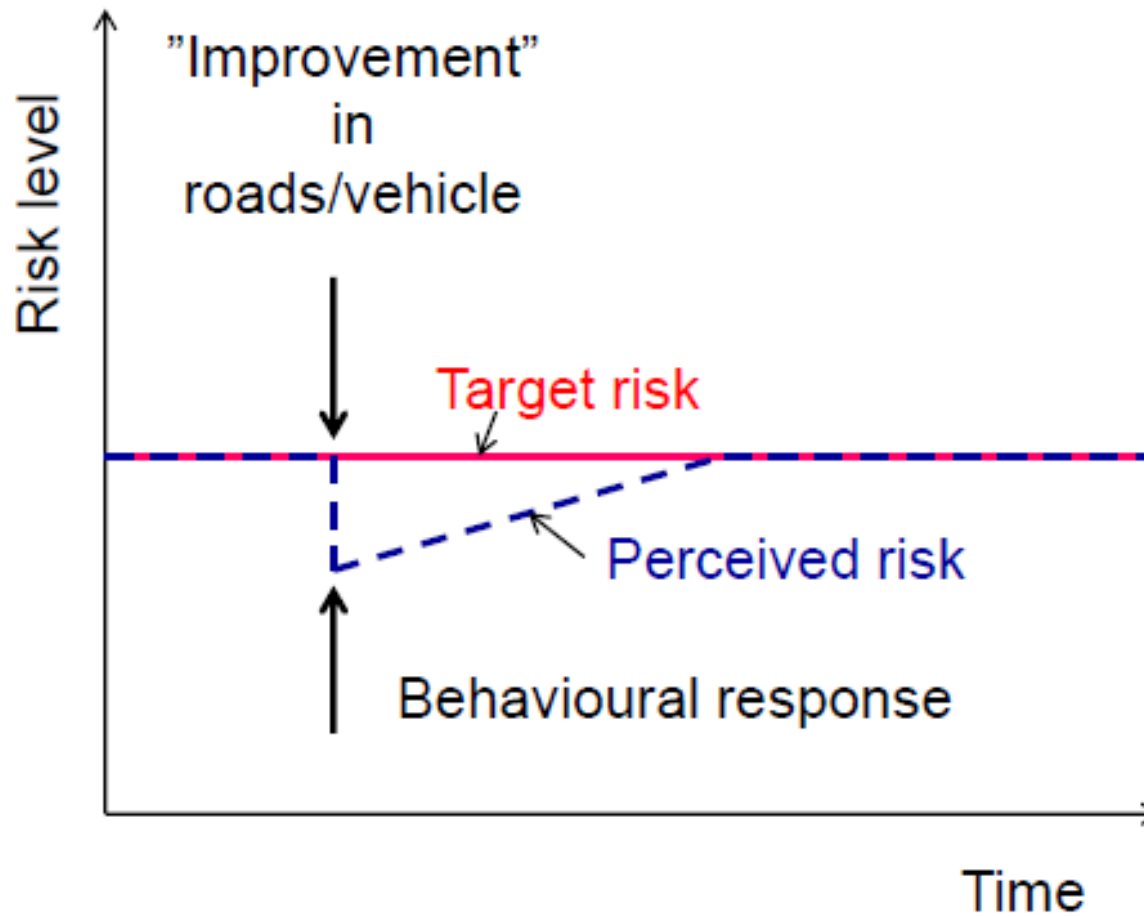 ”Improvement”
in
roads/vehicle
Risk level
Target risk
Perceived risk
Behavioural response
Time